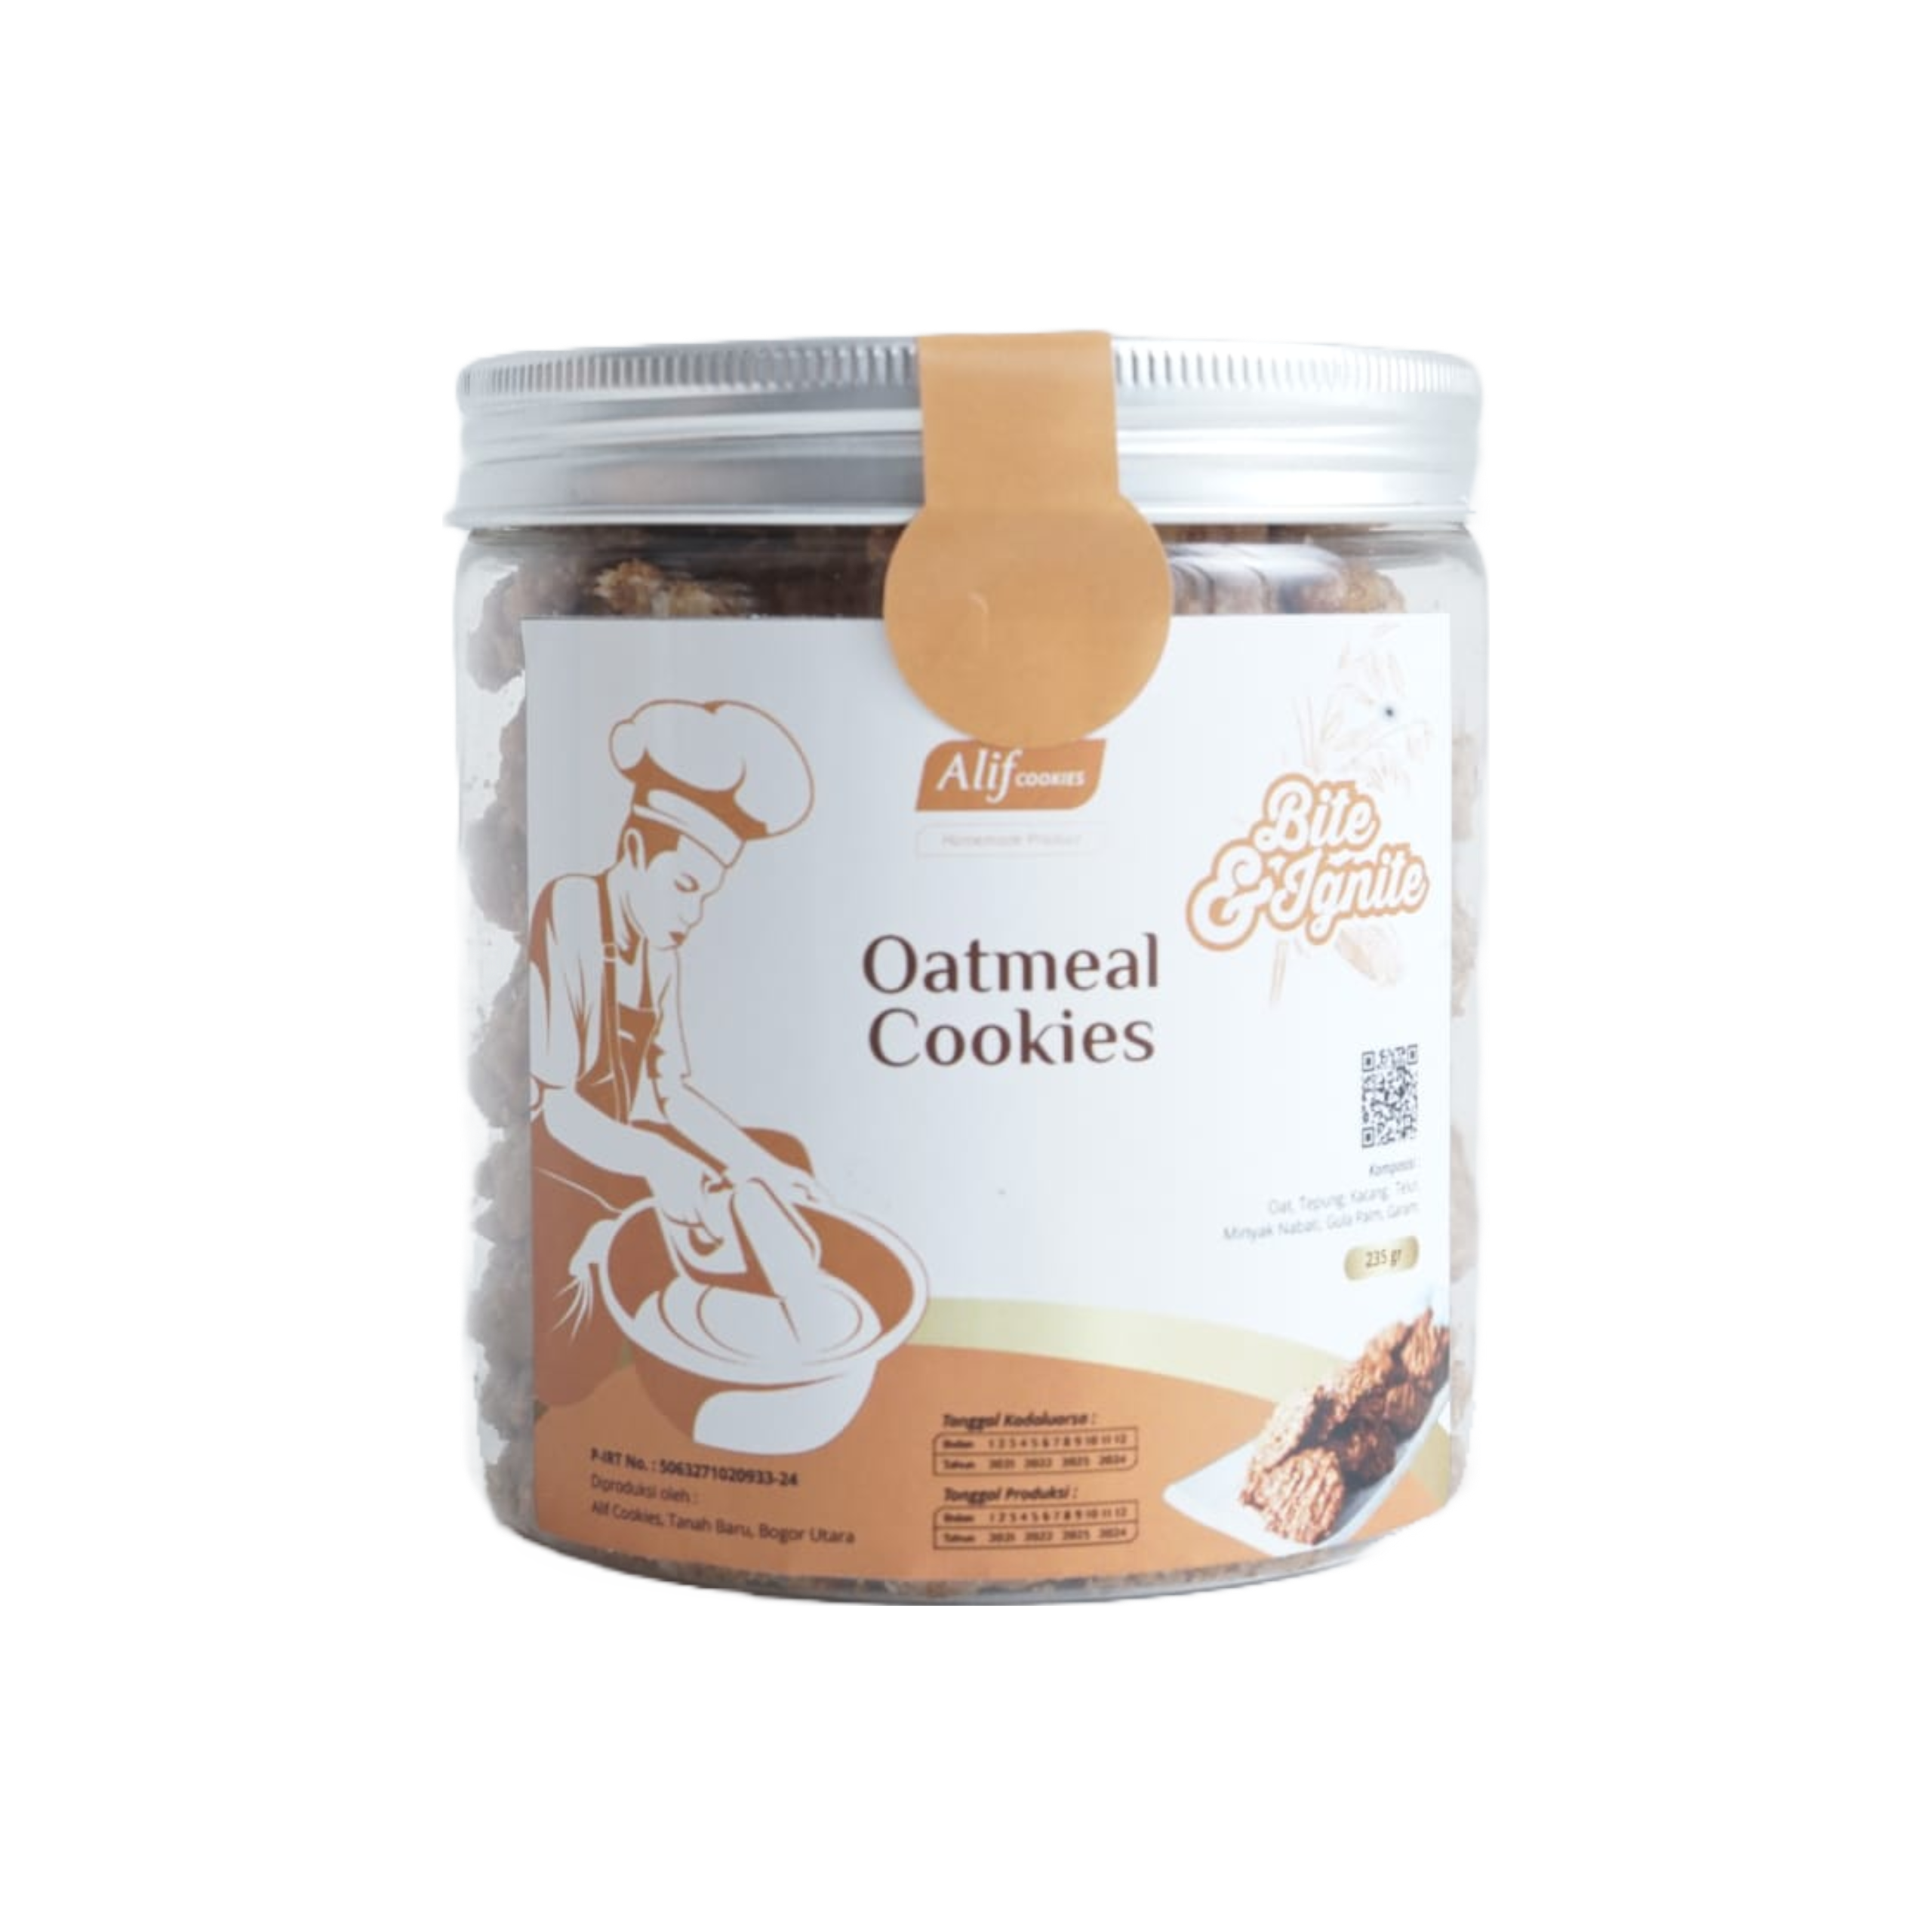 Alif COOKIES
Homemade Product
Bite
& Ignite
Oatmeal
Cookies
Komposisi :
Oat, Tepung, Kacang, Telur,
Minyak Nabati, Gula Palm, Garam
235 gr
P-IRT No. : 5063271020933-24
Diproduksi oleh :
Alif Cookies, Tanah Baru, Bogor Utara
Tanggal Kadaluarsa :
Bulan 1 2 3 4 5 6 7 8 9 10 11 12
Tahun 2021 2022 2023 2024
Tanggal Produksi :
Bulan 1 2 3 4 5 6 7 8 9 10 11 12
Tahun 2021 2022 2023 2024